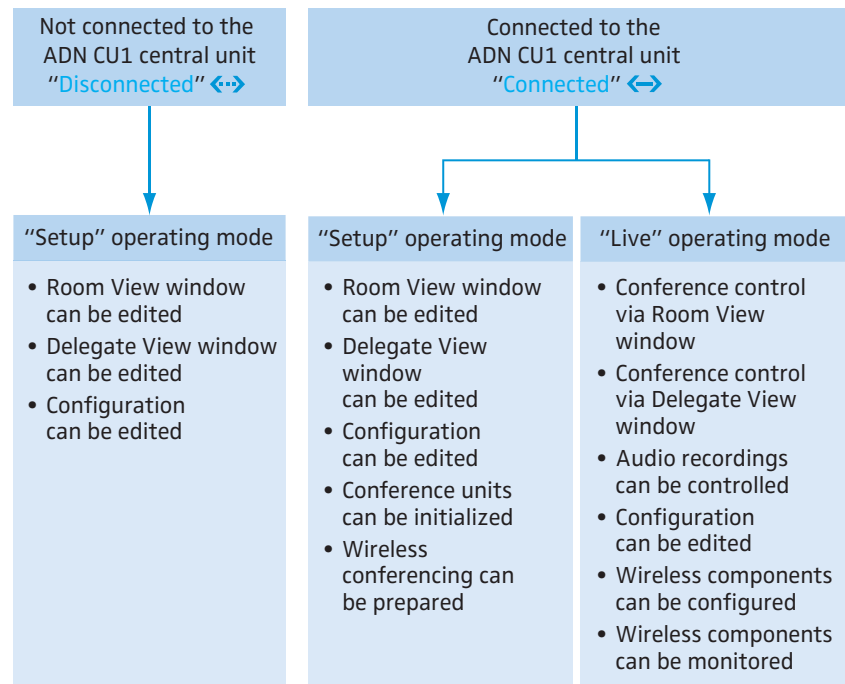 Not connected to the
ADN CU1 central unit
“Disconnected”
Connected to the
ADN CU1 central unit
“Connected”
“Setup” operating mode
• Room View window
can be edited
• Delegate View window
can be edited
• Configuration
can be edited
“Setup” operating mode
• Room View window
can be edited
• Delegate View
window
can be edited
• Configuration
can be edited
• Conference units
can be initialized
• Wireless
conferencing can
be prepared
“Live” operating mode
• Conference control
via Room View
window
• Conference control
via Delegate View
window
• Audio recordings
can be controlled
• Configuration
can be edited
• Wireless components
can be configured
• Wireless components
can be monitored